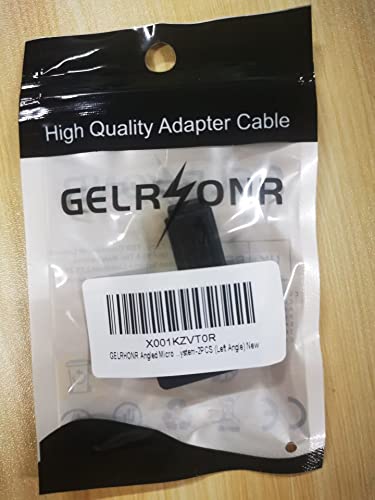 High Quality Adapter Cable
GELRHONR
X001KZVT0R
GELRHONR Angled Micro ...ystem-2PCS (Left Angle) New